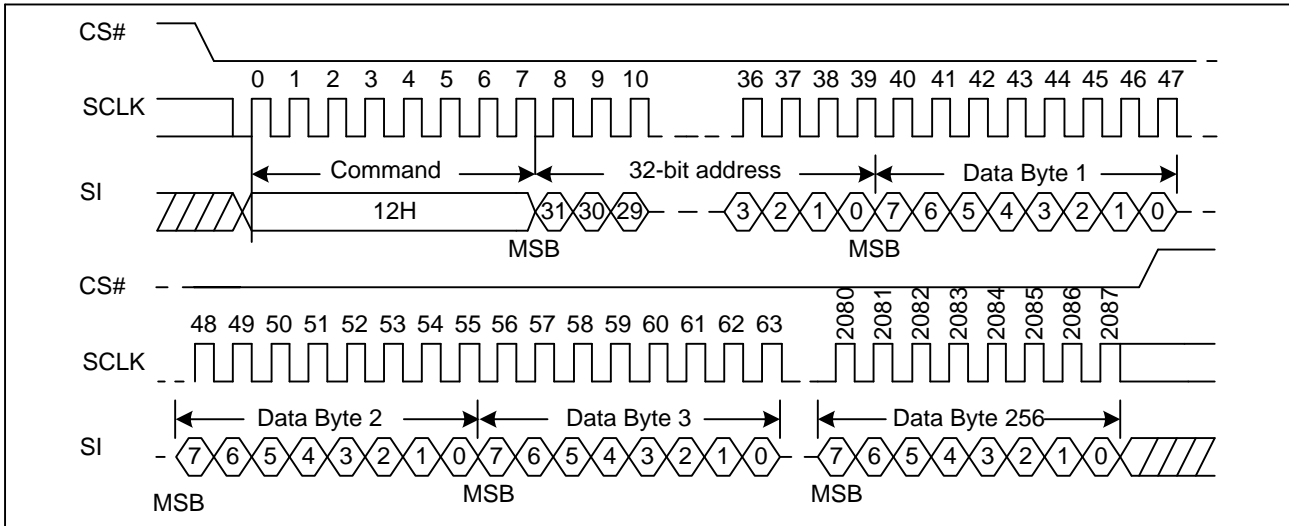 CS#
0 1 2 3 4 5 6 7 8 9 10 36 37 38 39 40 41 42 43 44 45 46 47
SCLK
Command 32-bit address Data Byte 1
SI
12H 31 30 29 3 2 1 0 7 6 5 4 3 2 1 0
MSB MSB
CS#
48 49 50 51 52 53 54 55 56 57 58 59 60 61 62 63 2080 2081 2082 2083 2084 2085 2086 2087
SCLK
Data Byte 2 Data Byte 3 Data Byte 256
SI
7 6 5 4 3 2 1 0 7 6 5 4 3 2 1 0 7 6 5 4 3 2 1 0
MSB MSB MSB